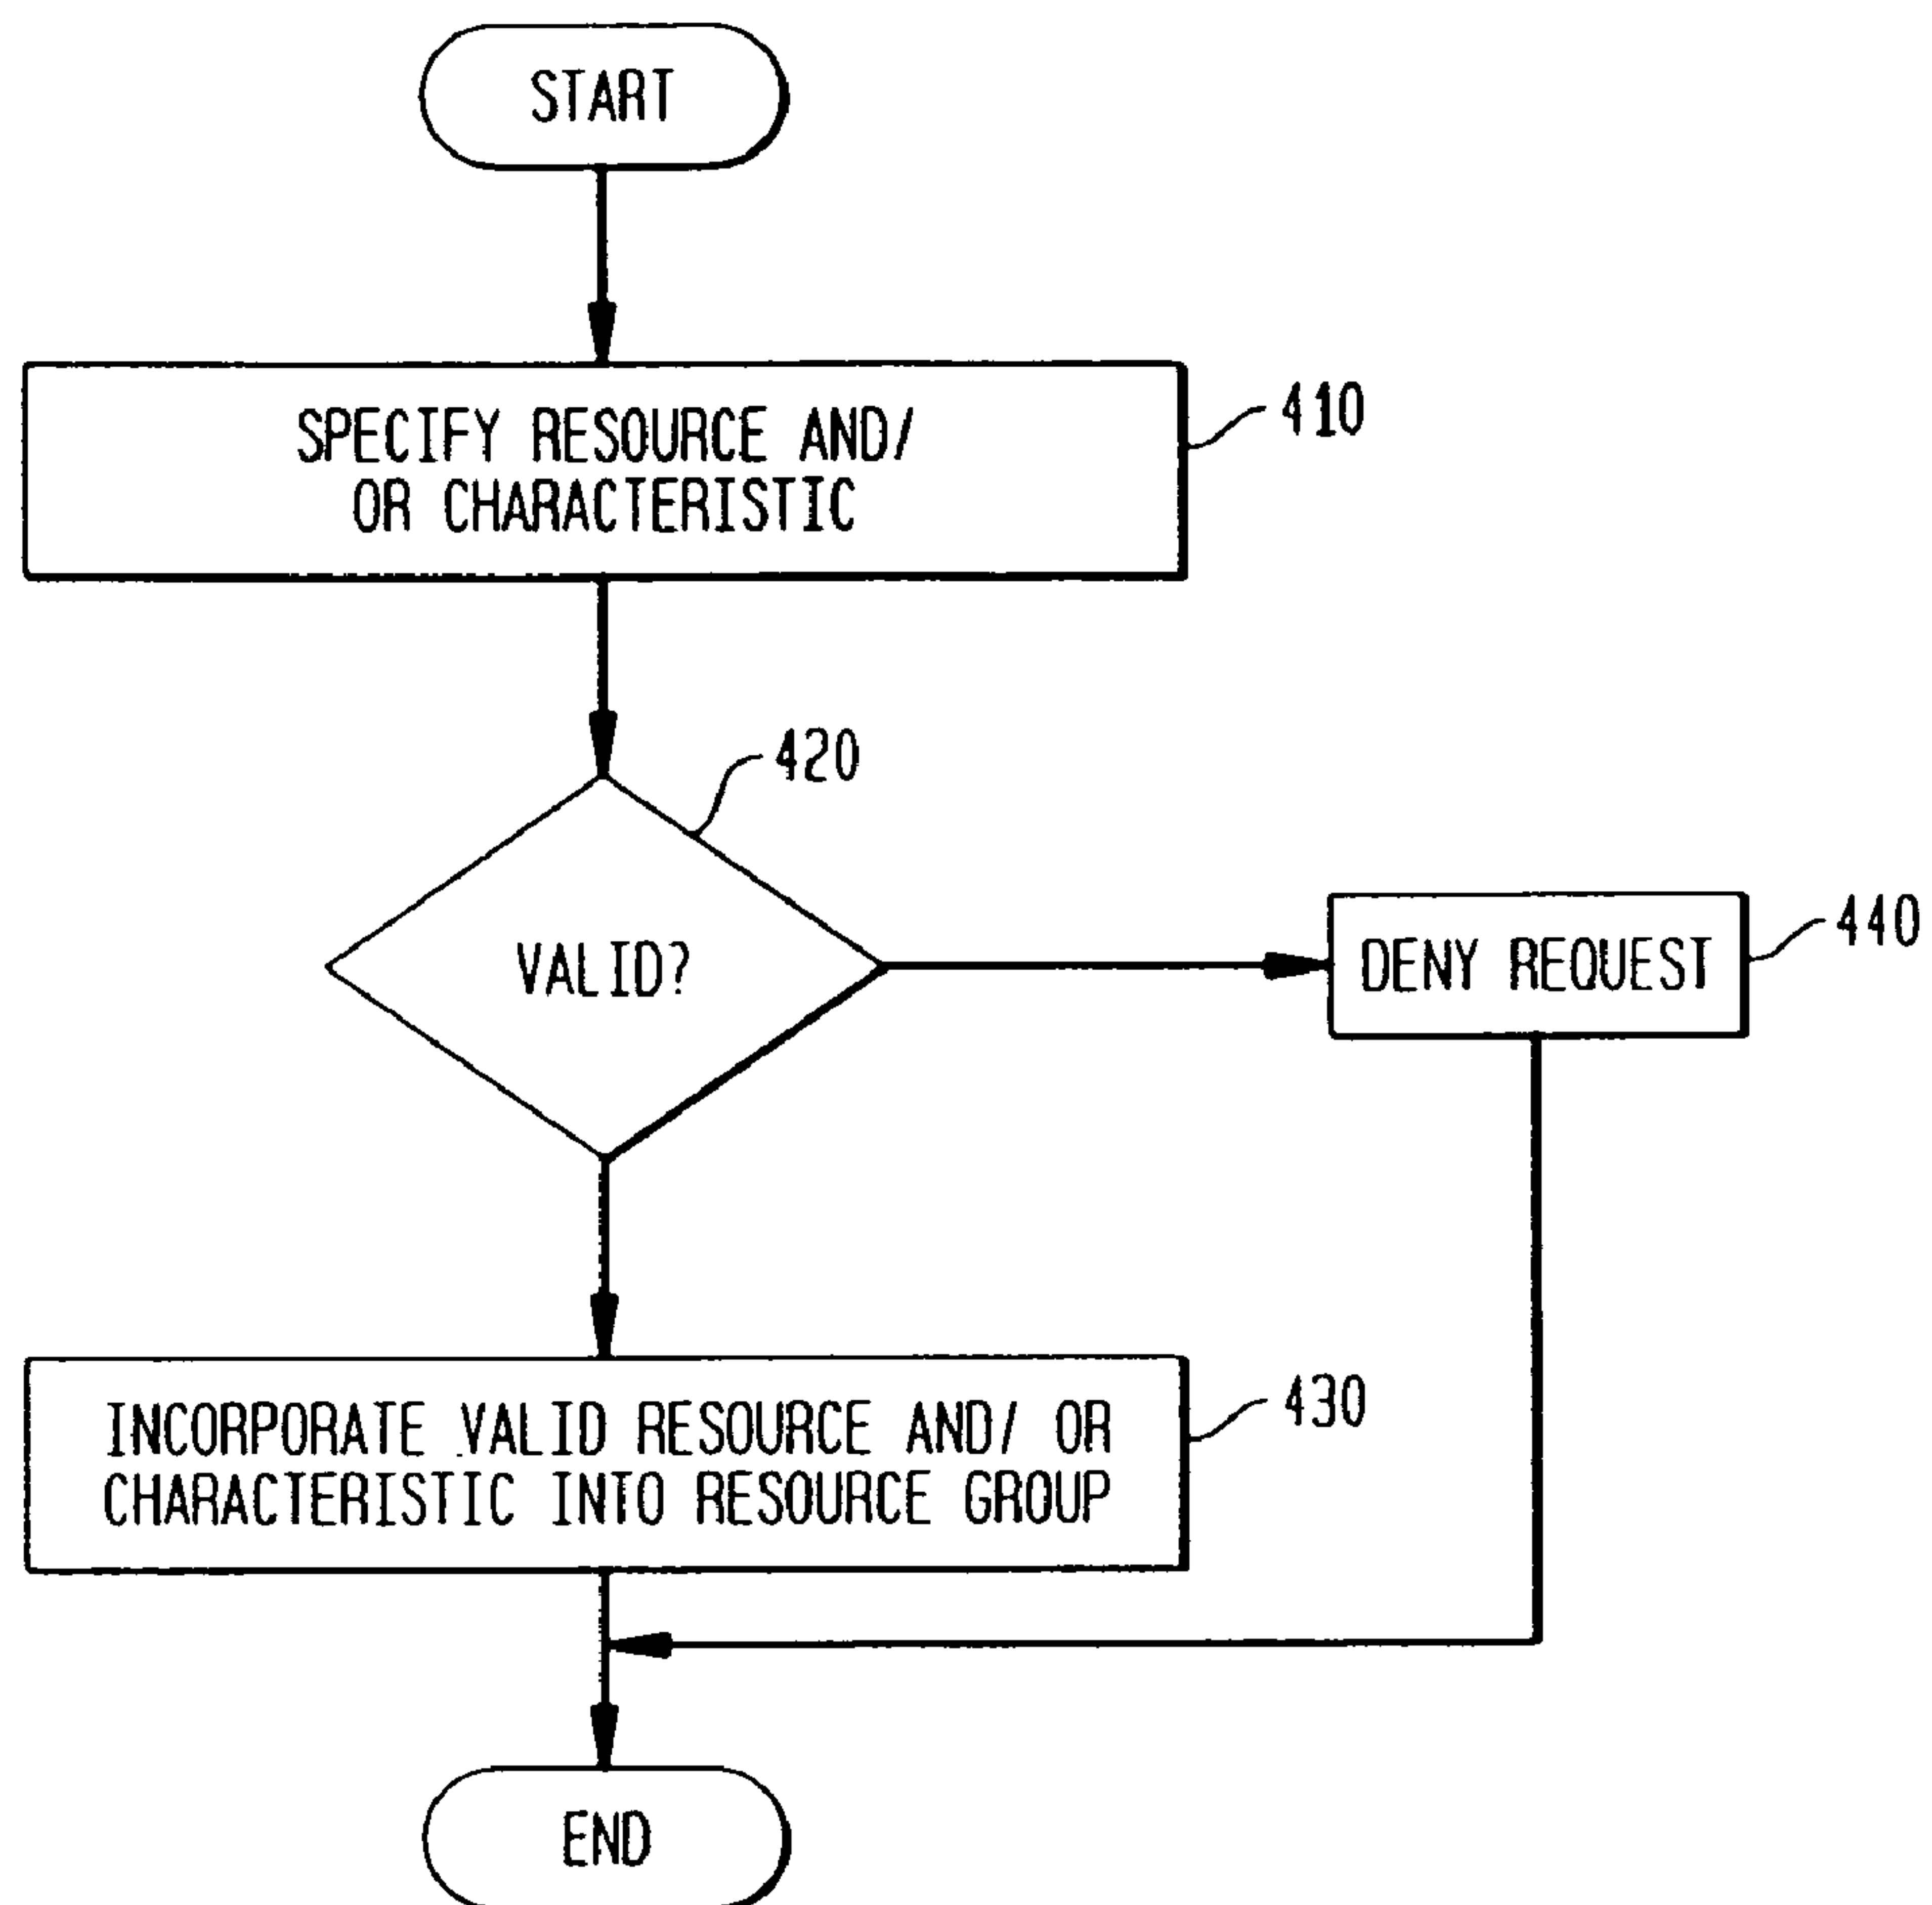 START
SPECIFY RESOURCE AND/
OR CHARACTERISTIC
410
420
VALID?
DENY REQUEST
440
INCORPORATE VALID RESOURCE AND/ OR
CHARACTERISTIC INTO RESOURCE GROUP
430
END